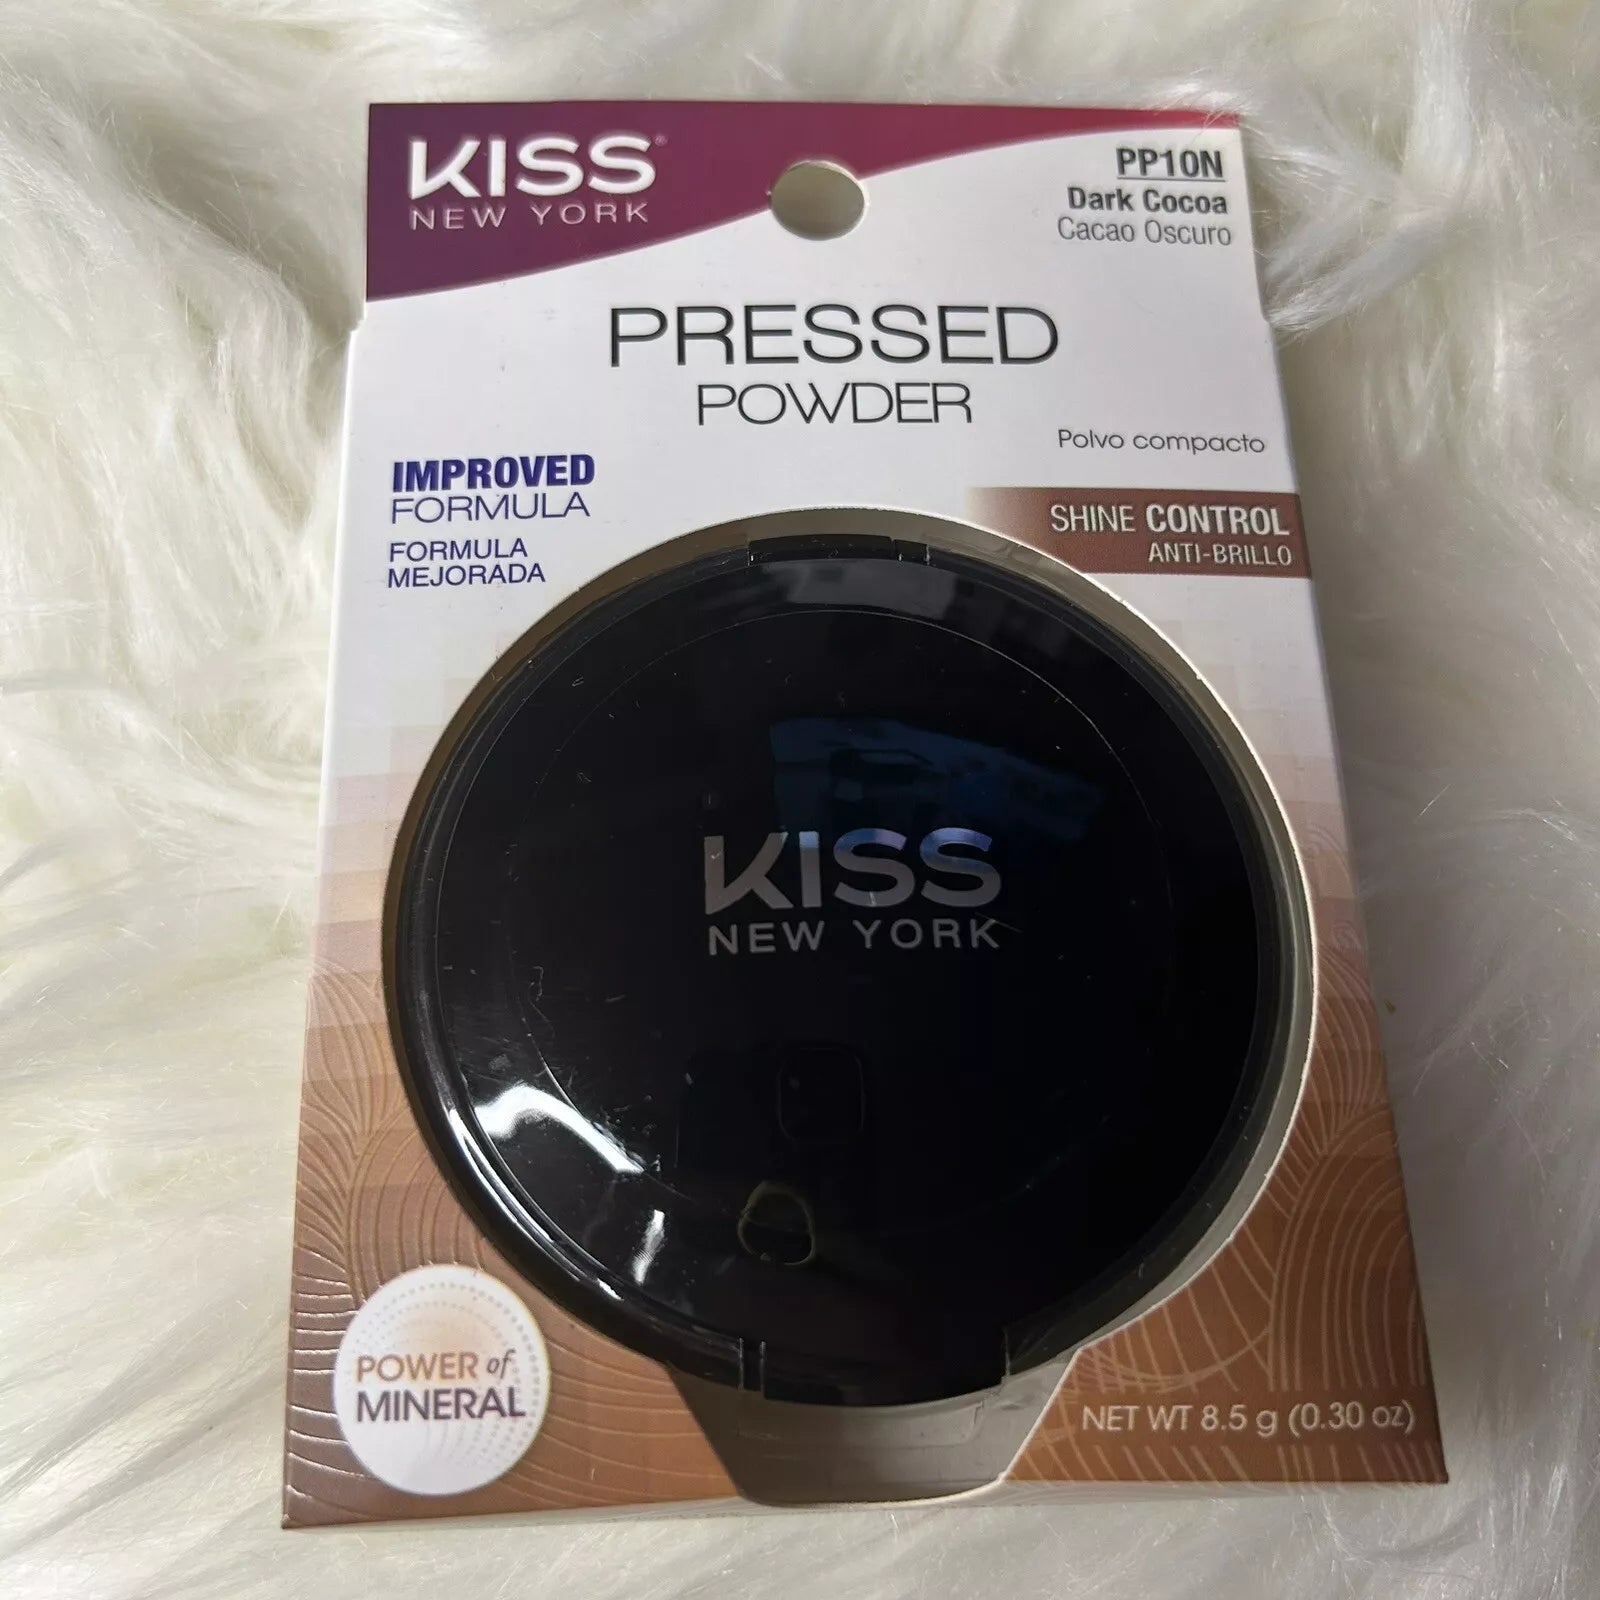 KISS®
NEW YORK
PP10N
Dark Cocoa
Cacao Oscuro
PRESSED
POWDER
Polvo compacto
IMPROVED
FORMULA
FORMULA
MEJORADA
SHINE CONTROL
ANTI-BRILLO
KISS
NEW YORK
POWER of
MINERAL
NET WT 8.5 g (0.30 oz)